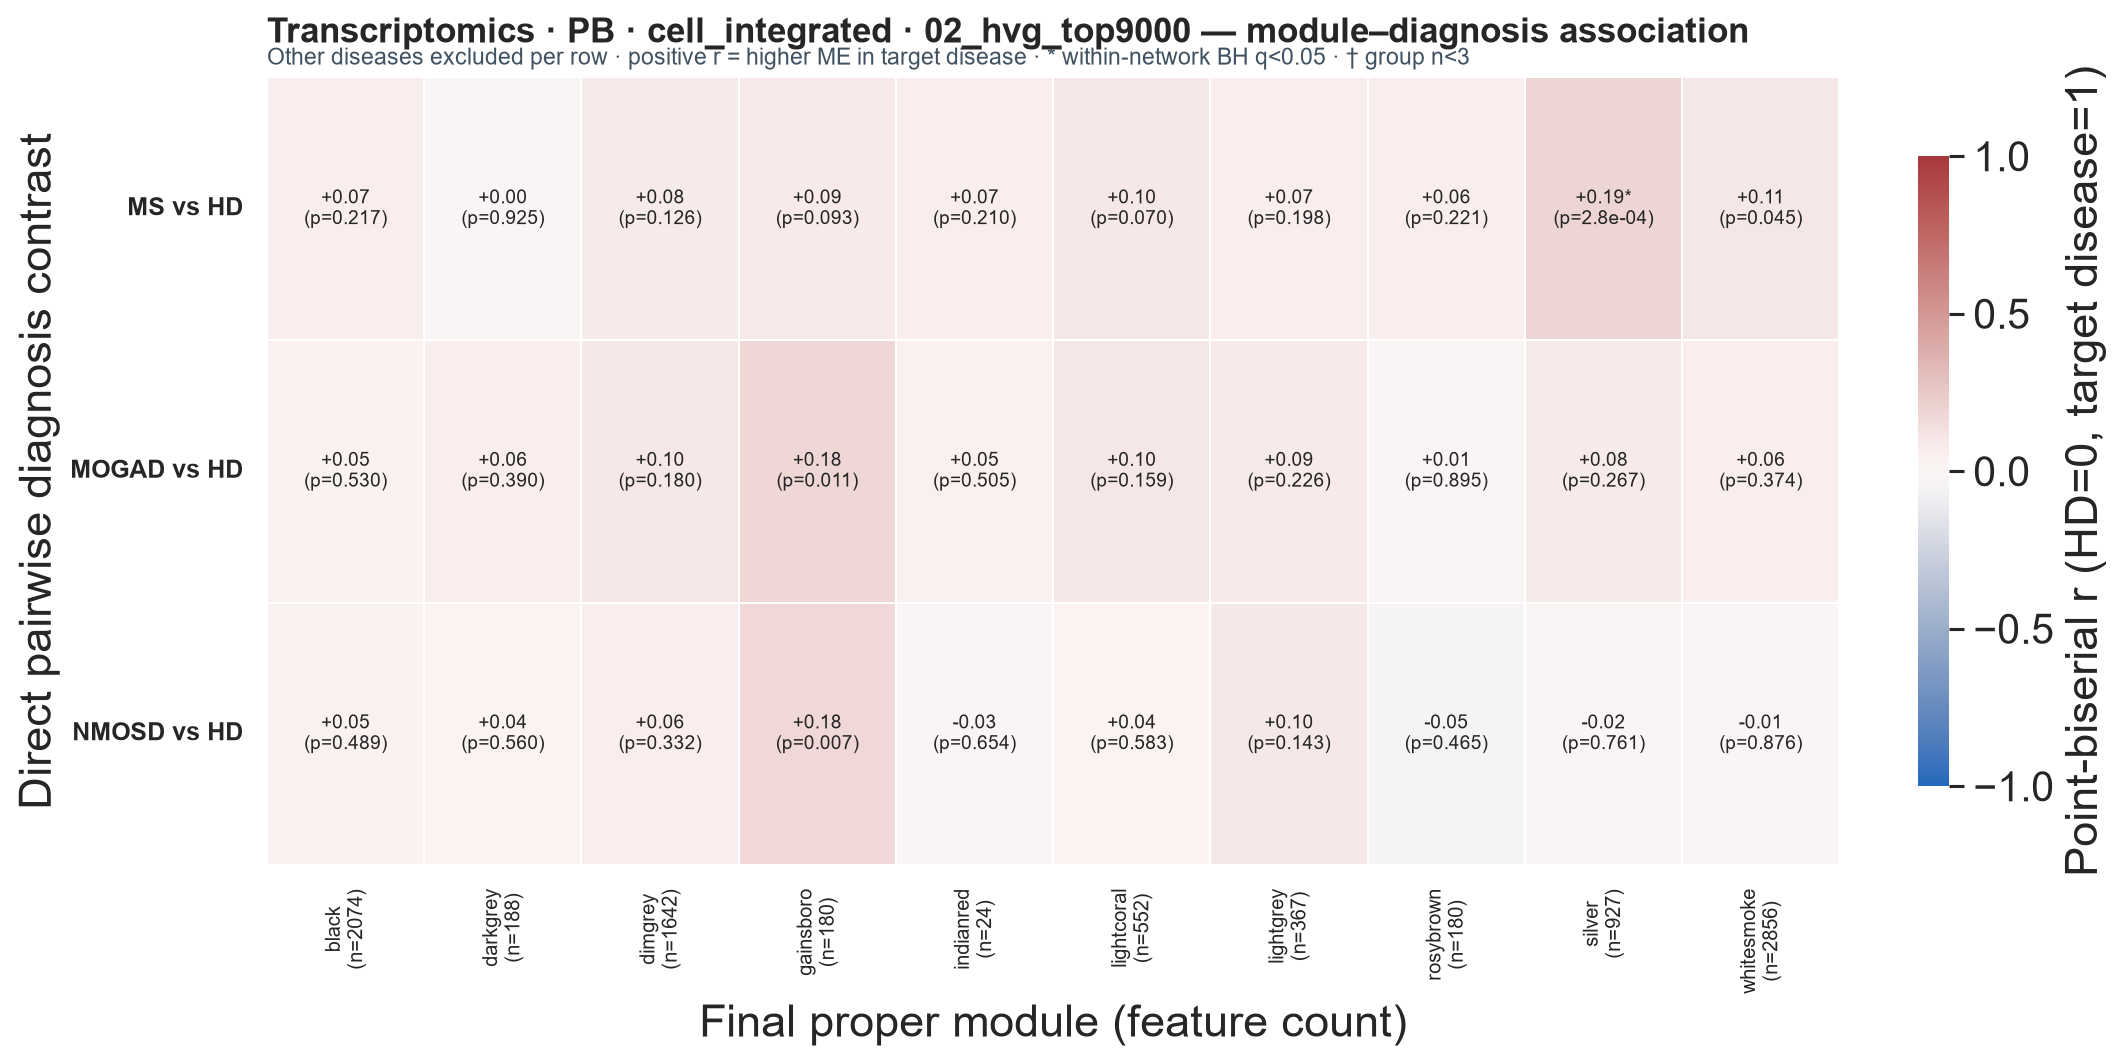 Transcriptomics · PB · cell_integrated · 02_hvg_top9000 — module–diagnosis association
Other diseases excluded per row · positive r = higher ME in target disease · * within-network BH q<0.05 · † group n<3
Direct pairwise diagnosis contrast
MS vs HD
+0.07
(p=0.217)
+0.00
(p=0.925)
+0.08
(p=0.126)
+0.09
(p=0.093)
+0.07
(p=0.210)
+0.10
(p=0.070)
+0.07
(p=0.198)
+0.06
(p=0.221)
+0.19*
(p=2.8e-04)
+0.11
(p=0.045)
MOGAD vs HD
+0.05
(p=0.530)
+0.06
(p=0.390)
+0.10
(p=0.180)
+0.18
(p=0.011)
+0.05
(p=0.505)
+0.10
(p=0.159)
+0.09
(p=0.226)
+0.01
(p=0.895)
+0.08
(p=0.267)
+0.06
(p=0.374)
NMOSD vs HD
+0.05
(p=0.489)
+0.04
(p=0.560)
+0.06
(p=0.332)
+0.18
(p=0.007)
-0.03
(p=0.654)
+0.04
(p=0.583)
+0.10
(p=0.143)
-0.05
(p=0.465)
-0.02
(p=0.761)
-0.01
(p=0.876)
black
(n=2074)
darkgrey
(n=188)
dimgrey
(n=1642)
gainsboro
(n=180)
indianred
(n=24)
lightcoral
(n=552)
lightgrey
(n=367)
rosybrown
(n=180)
silver
(n=927)
whitesmoke
(n=2856)
Final proper module (feature count)
1.0
0.5
0.0
−0.5
−1.0
Point-biserial r (HD=0, target disease=1)